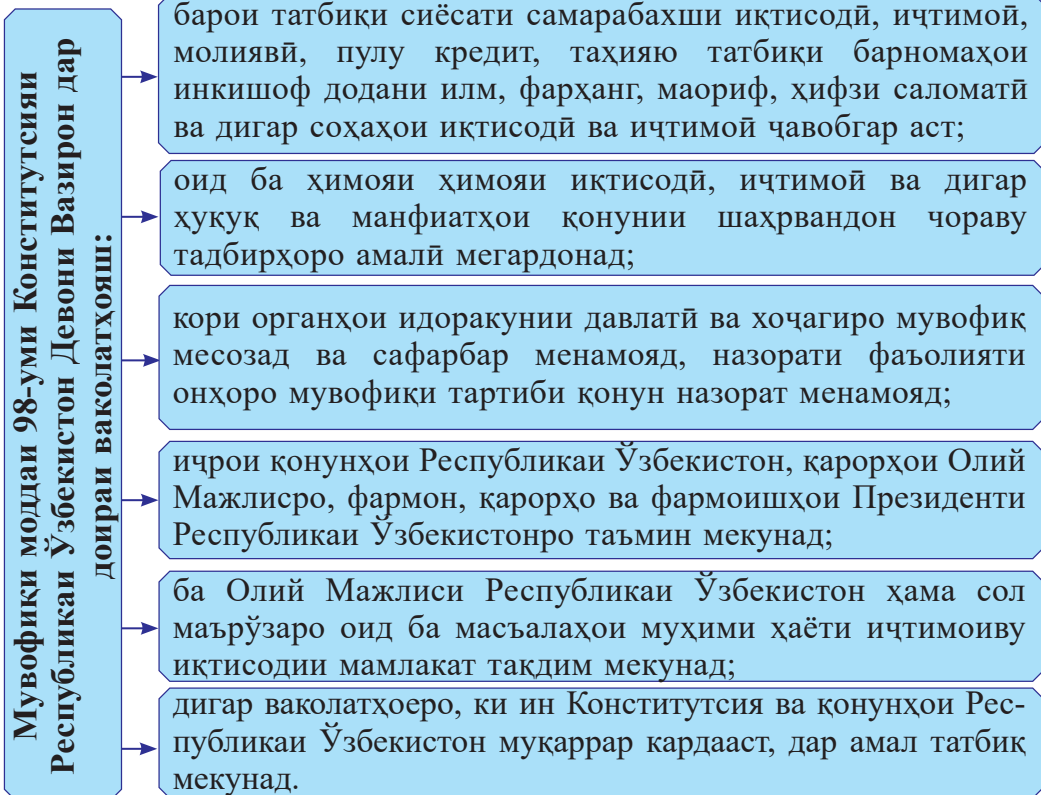 Мувофиқи моддаи 98-уми Конститутсияи
Республикаи Ўзбекистон Девони Вазирон дар
доираи ваколатҳояш:
барои татбиқи сиёсати самарабахши иқтисодӣ, иҷтимоӣ,
молиявӣ, пулу кредит, таҳияю татбиқи барномаҳои
инкишоф додани илм, фарҳанг, маориф, ҳифзи саломатӣ
ва дигар соҳаҳои иқтисодӣ ва иҷтимоӣ ҷавобгар аст;
оид ба ҳимояи ҳимояи иқтисодӣ, иҷтимоӣ ва дигар
ҳуқуқ ва манфиатҳои қонунии шаҳрвандон чораву
тадбирҳоро амалӣ мегардонад;
кори органҳои идоракунии давлатӣ ва хоҷагиро мувофиқ
месозад ва сафарбар менамояд, назорати фаъолияти
онҳоро мувофиқи тартиби қонун назорат менамояд;
иҷрои қонунҳои Республикаи Ўзбекистон, қарорҳои Олий
Мажлисро, фармон, қарорҳо ва фармоишҳои Президенти
Республикаи Ўзбекистонро таъмин мекунад;
ба Олий Мажлиси Республикаи Ўзбекистон ҳама сол
маърӯзаро оид ба масъалаҳои муҳими ҳаёти иҷтимоиву
иқтисодии мамлакат тақдим мекунад;
дигар ваколатҳоеро, ки ин Конститутсия ва қонунҳои Рес-
публикаи Ўзбекистон муқаррар кардааст, дар амал татбиқ
мекунад.